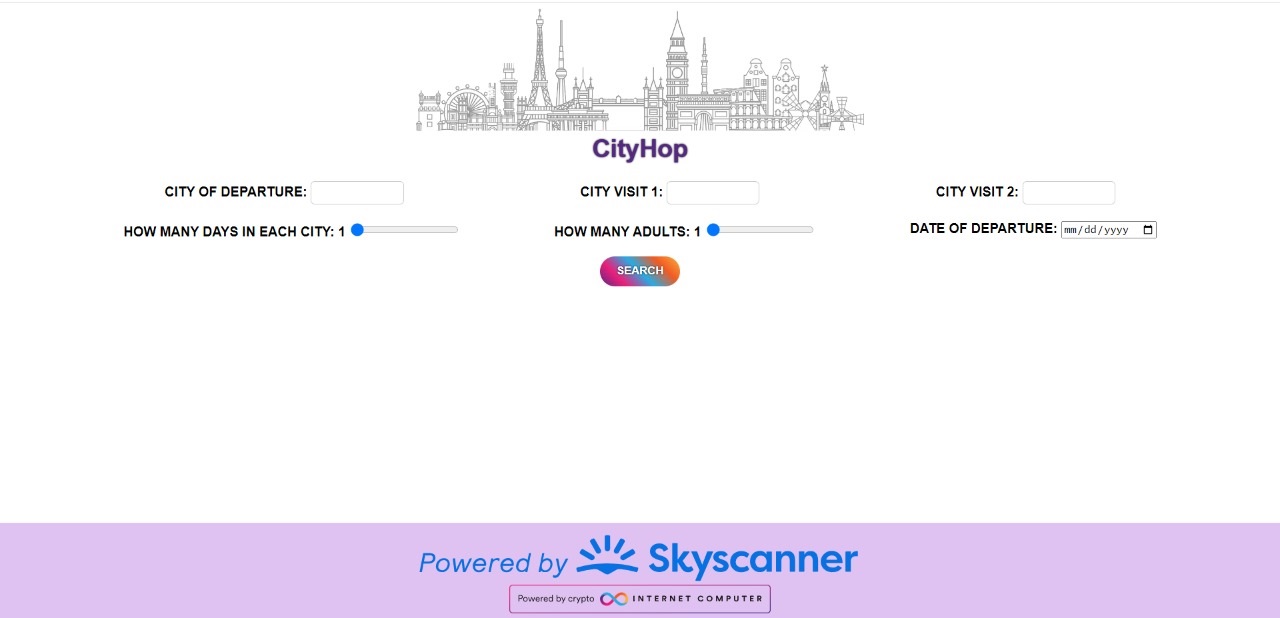 CityHop
CITY OF DEPARTURE: CITY VISIT 1: CITY VISIT 2:
HOW MANY DAYS IN EACH CITY: 1 HOW MANY ADULTS: 1 DATE OF DEPARTURE: mm/dd/yyyy
SEARCH
Powered by Skyscanner
Powered by crypto INTERNET COMPUTER